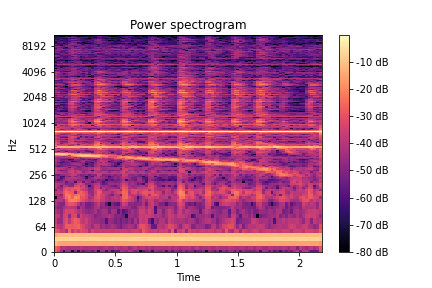 Power spectrogram
8192
4096
2048
1024
512
256
128
64
0
Hz
0 0.5 1 1.5 2
Time
-10 dB
-20 dB
-30 dB
-40 dB
-50 dB
-60 dB
-70 dB
-80 dB